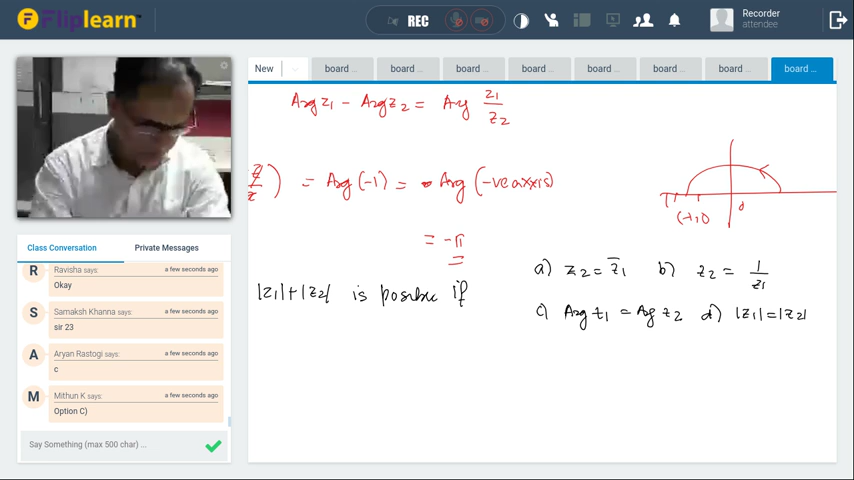 Fliplearn
REC
Recorder
attendee
New
board ...
board ...
board ...
board ...
board ...
board ...
board ...
board ...
Arg z1 - Arg z2 = Arg z1/z2
z/z ) = Arg (-1) = Arg (-ve axxis)
(-1,0)
0
= -π
|z1|+|z2| is possible if
a) z2 = z̄1 b) z2 = 1/z1
c) Arg z1 = Arg z2 d) |z1| = |z2|
Class Conversation
Private Messages
R
Ravisha says:
a few seconds ago
Okay
S
Samaksh Khanna says:
a few seconds ago
sir 23
A
Aryan Rastogi says:
a few seconds ago
c
M
Mithun K says:
a few seconds ago
Option C)
Say Something (max 500 char) ...